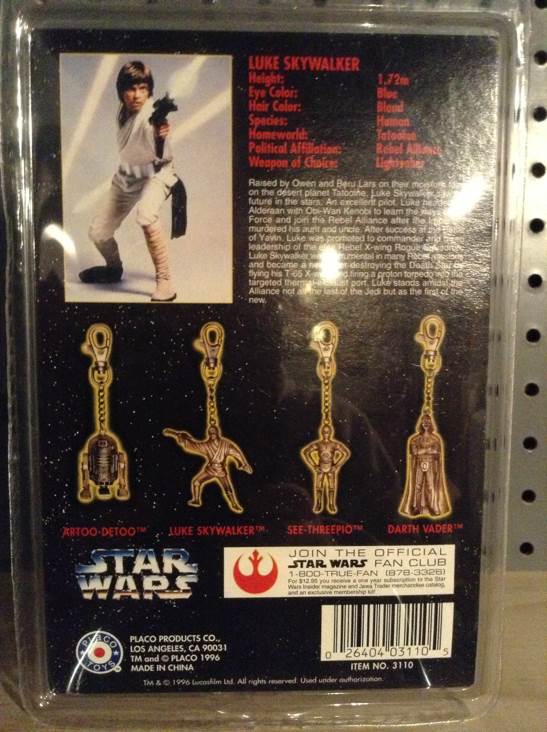 LUKE SKYWALKER
Height: 1.72m
Eye Color: Blue
Hair Color: Blond
Species: Human
Homeworld: Tatooine
Political Affiliation: Rebel Alliance
Weapon of Choice: Lightsaber
Raised by Owen and Beru Lars on their moisture
on the desert planet Tatooine, Luke Skywalker
future in the stars. An excellent pilot, Luke
Alderaan with Obi-Wan Kenobi to learn the ways
Force and join the Rebel Alliance after the
murdered his aunt and uncle. After success at the
of Yavin, Luke was promoted to commander and
leadership of the Rebel X-wing Rogue
Luke Skywalker in many
and became a destroying the Death
flying his T-65 firing a proton torpedo into the
targeted port. Luke stands amidst the
Alliance not as the last of the Jedi but as the first of the
new.
ARTOO-DETOO™ LUKE SKYWALKER™ SEE-THREEPIO™ DARTH VADER™
STAR
WARS
JOIN THE OFFICIAL
STAR WARS FAN CLUB
1-800-TRUE-FAN (878-3326)
For $12.95 you receive a one year subscription to the Star
Wars Insider magazine and Jawa Trader merchandise catalog,
and an exclusive membership kit!
PLACO
TOYS
PLACO PRODUCTS CO.,
LOS ANGELES, CA 90031
TM and © PLACO 1996
MADE IN CHINA
0 26404 03110 5
ITEM NO. 3110
TM & © 1996 Lucasfilm Ltd. All rights reserved. Used under authorization.